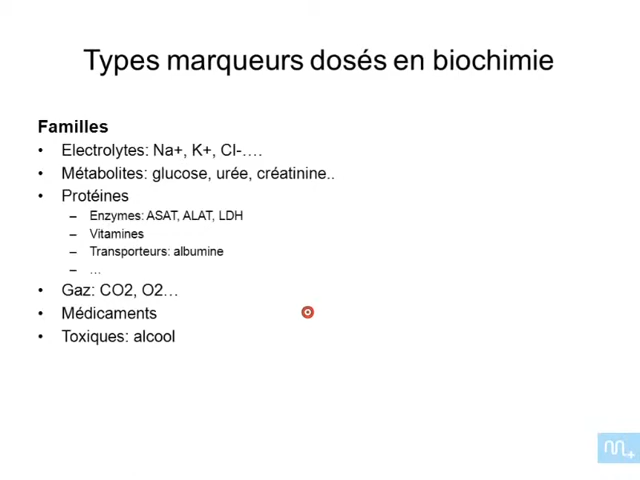 Types marqueurs dosés en biochimie
Familles
• Electrolytes: Na+, K+, Cl-….
• Métabolites: glucose, urée, créatinine..
• Protéines
– Enzymes: ASAT, ALAT, LDH
– Vitamines
– Transporteurs: albumine
– …
• Gaz: CO2, O2…
• Médicaments
• Toxiques: alcool